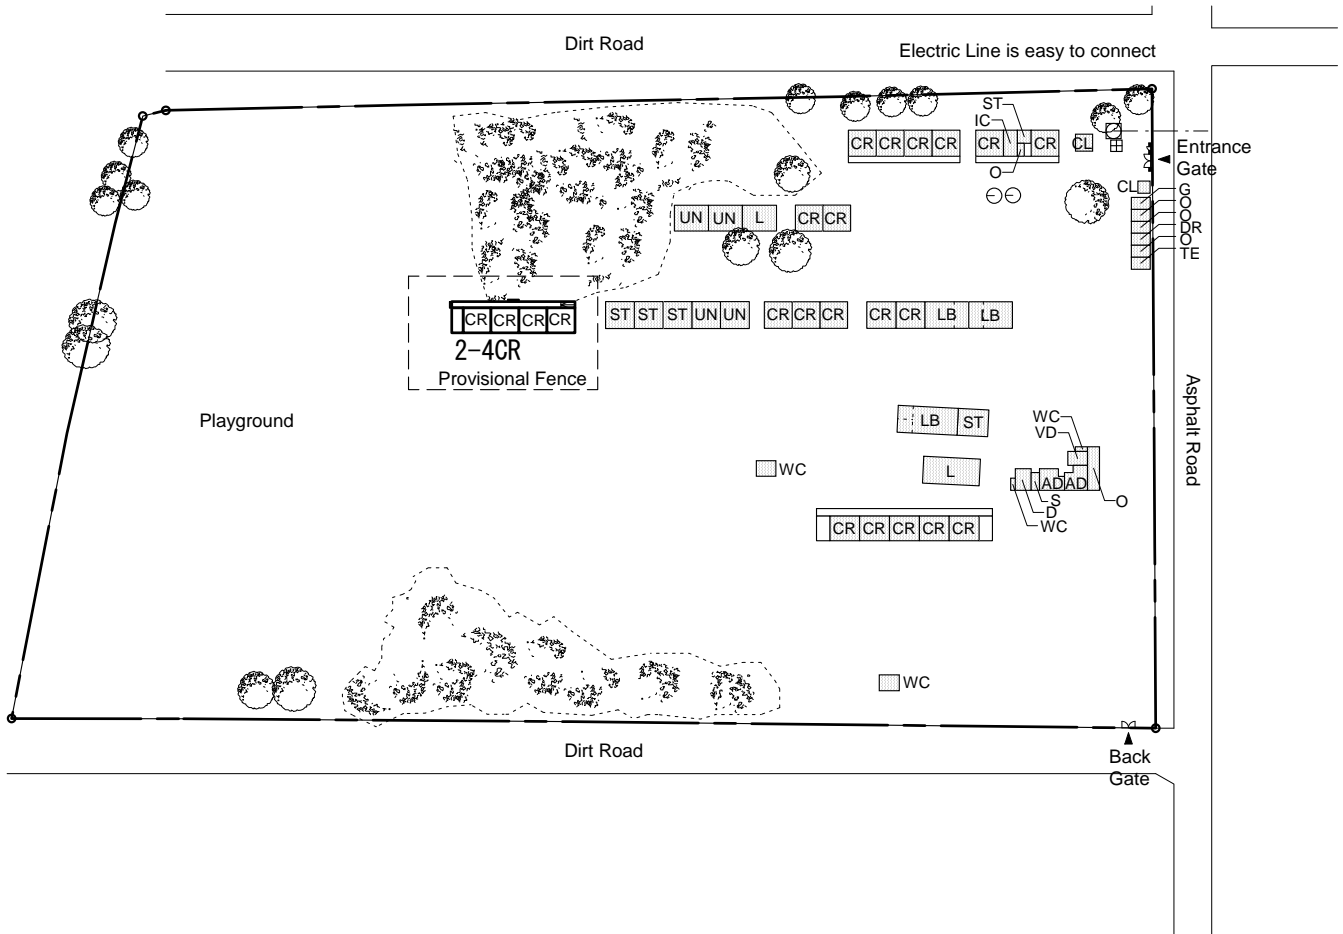 Dirt Road
Electric Line is easy to connect
ST
IC
CR CR CR CR
CR CR
CL
O
Entrance
Gate
CL
G
O
O
DR
O
TE
UN UN L
CR CR
CR CR CR CR
ST ST ST UN UN
CR CR CR
CR CR LB LB
2-4CR
Provisional Fence
Playground
Asphalt Road
LB ST
WC
VD
WC
L
AD AD
S
D
WC
O
CR CR CR CR CR
WC
Dirt Road
Back
Gate